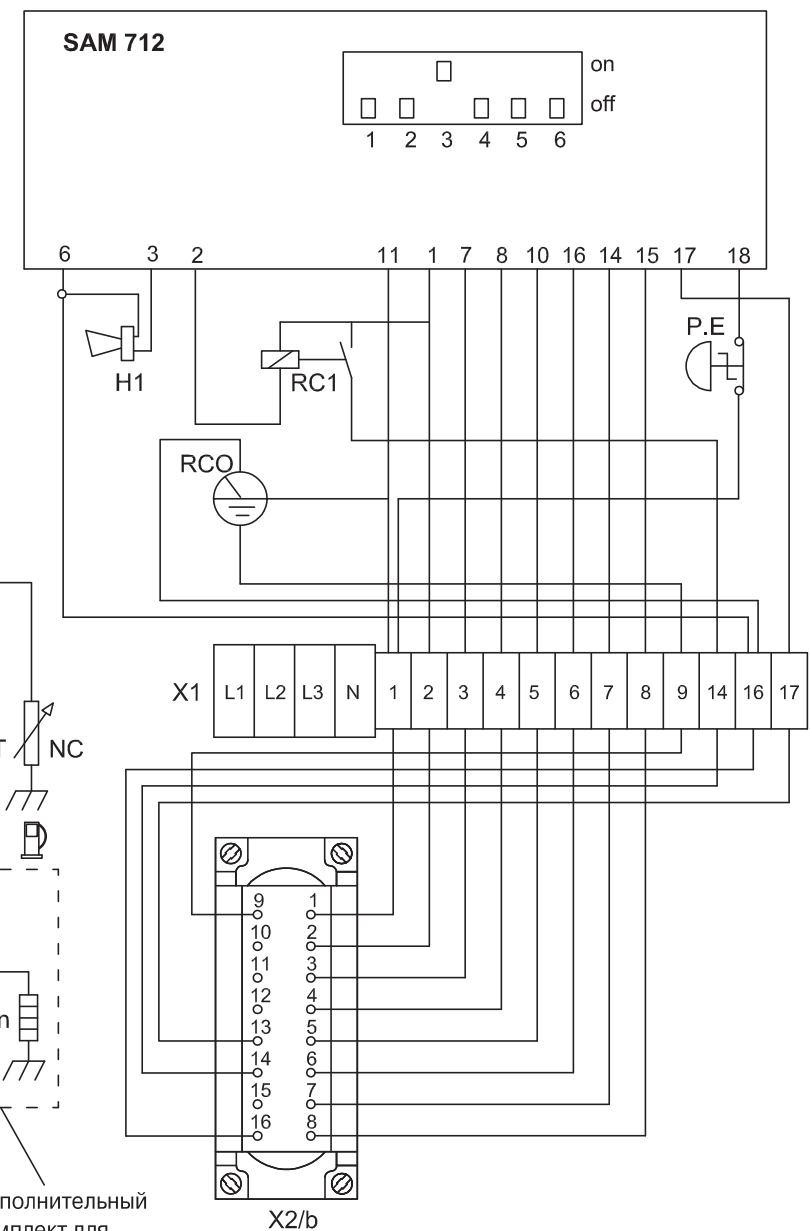 SAM 712
on
off
1 2 3 4 5 6
6 3 2 11 1 7 8 10 16 14 15 17 18
P.E
H1
RC1
RCO
X1 L1 L2 L3 N 1 2 3 4 5 6 7 8 9 14 16 17
NC
9 1
10 2
11 3
12 4
13 5
14 6
15 7
16 8
X2/b